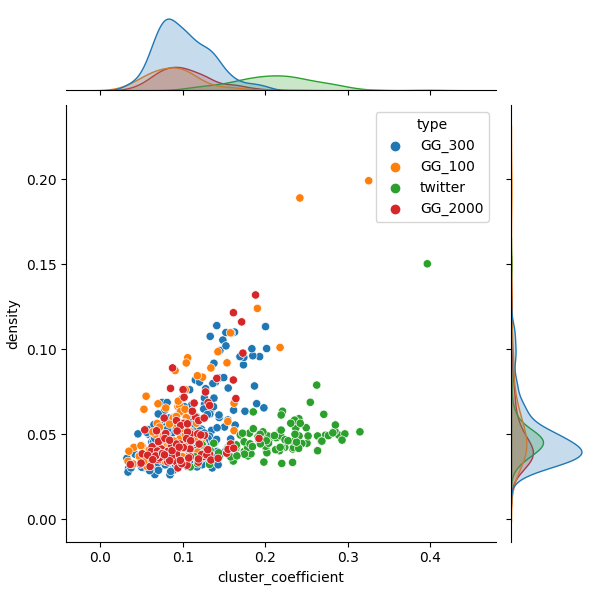 type
GG_300
GG_100
twitter
GG_2000
0.20
0.15
0.10
0.05
0.00
density
0.0 0.1 0.2 0.3 0.4
cluster_coefficient